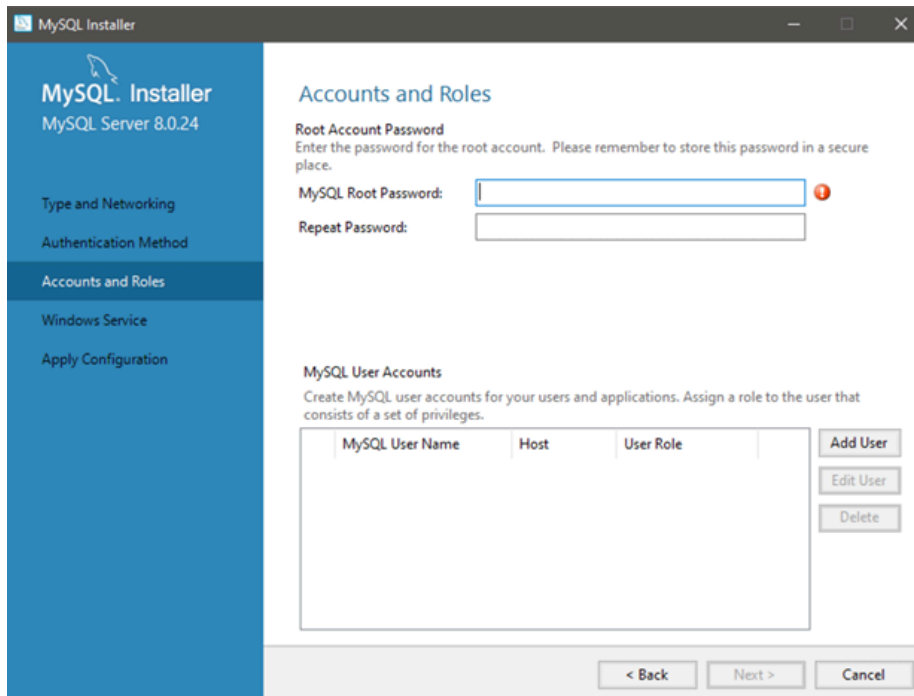 MySQL Installer
MySQL. Installer
MySQL Server 8.0.24
Type and Networking
Authentication Method
Accounts and Roles
Windows Service
Apply Configuration
Accounts and Roles
Root Account Password
Enter the password for the root account.  Please remember to store this password in a secure
place.
MySQL Root Password:
Repeat Password:
MySQL User Accounts
Create MySQL user accounts for your users and applications. Assign a role to the user that
consists of a set of privileges.
MySQL User Name Host User Role
Add User
Edit User
Delete
< Back Next > Cancel